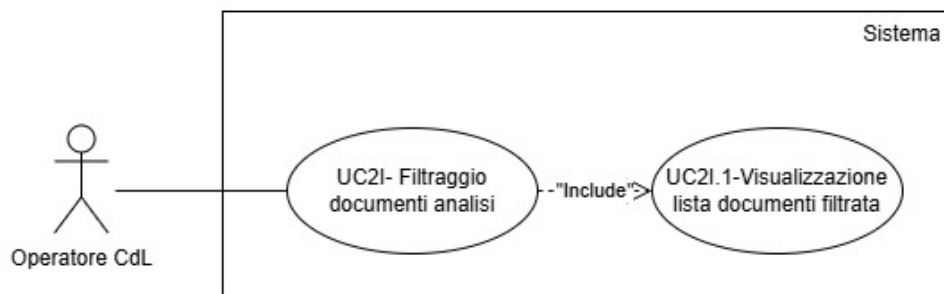 Sistema
UC2I- Filtraggio
documenti analisi
"Include"
UC2I.1-Visualizzazione
lista documenti filtrata
Operatore CdL